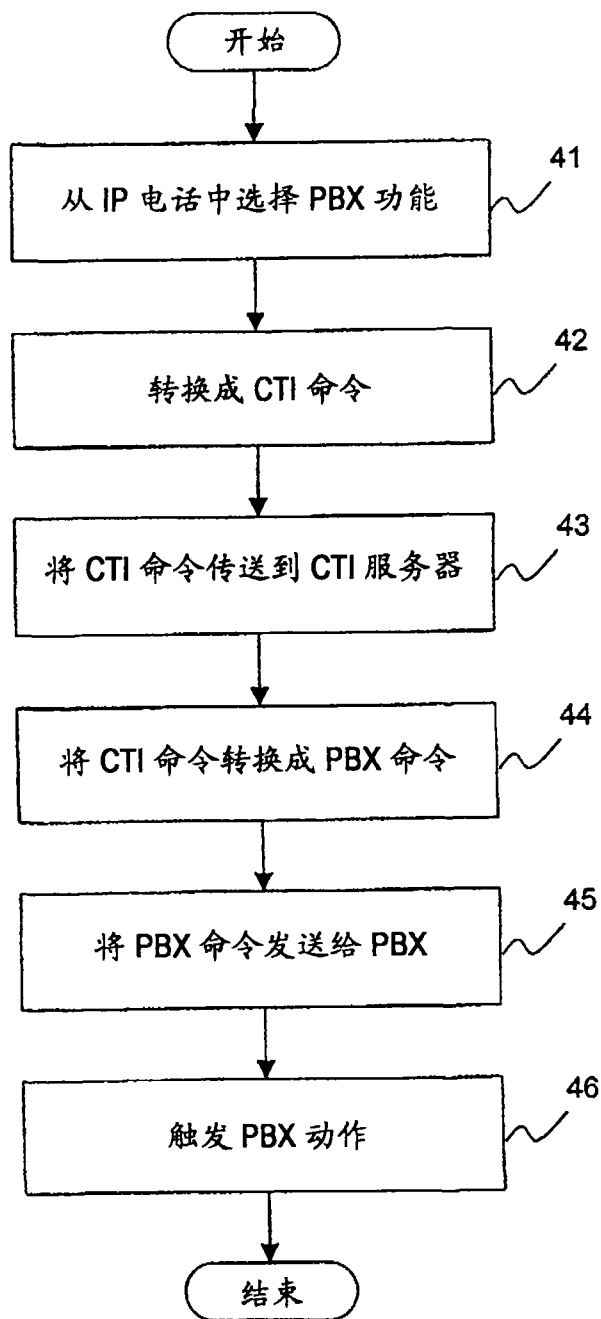 开始
从 IP 电话中选择 PBX 功能
41
转换成 CTI 命令
42
将 CTI 命令传送到 CTI 服务器
43
将 CTI 命令转换成 PBX 命令
44
将 PBX 命令发送给 PBX
45
触发 PBX 动作
46
结束